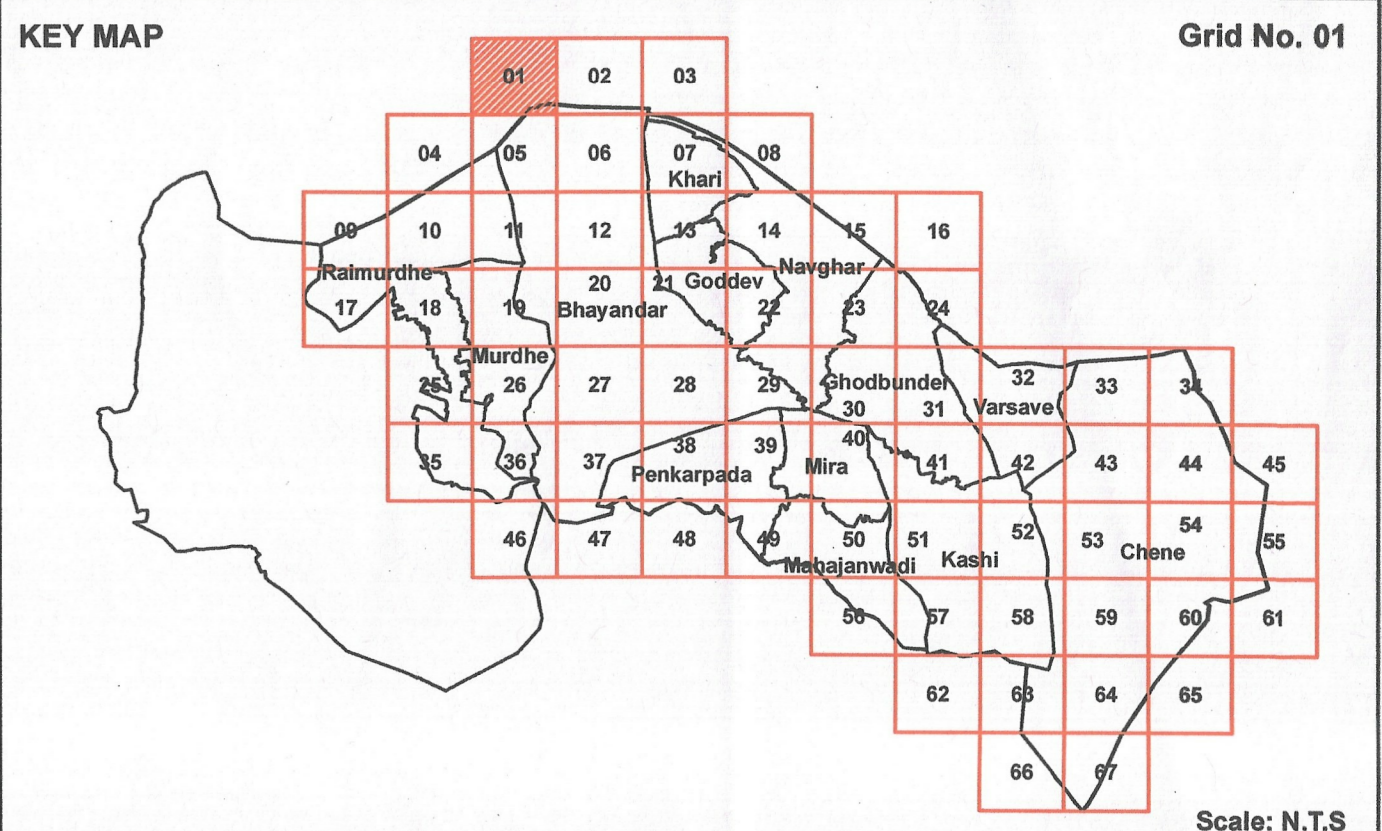 KEY MAP
Grid No. 01
01 02 03
04 05 06 07 08
Khari
09 10 11 12 13 14 15 16
Raimurdhe Goddev Navghar
17 18 19 20 21 22 23 24
Bhayandar
Murdhe
25 26 27 28 29 30 31 32 33 34
Ghodbunder
Varsave
35 36 37 38 39 40 41 42 43 44 45
Penkarpada Mira
46 47 48 49 50 51 52 53 54 55
Mahajanwadi Kashi Chene
56 57 58 59 60 61
62 63 64 65
66 67
Scale: N.T.S